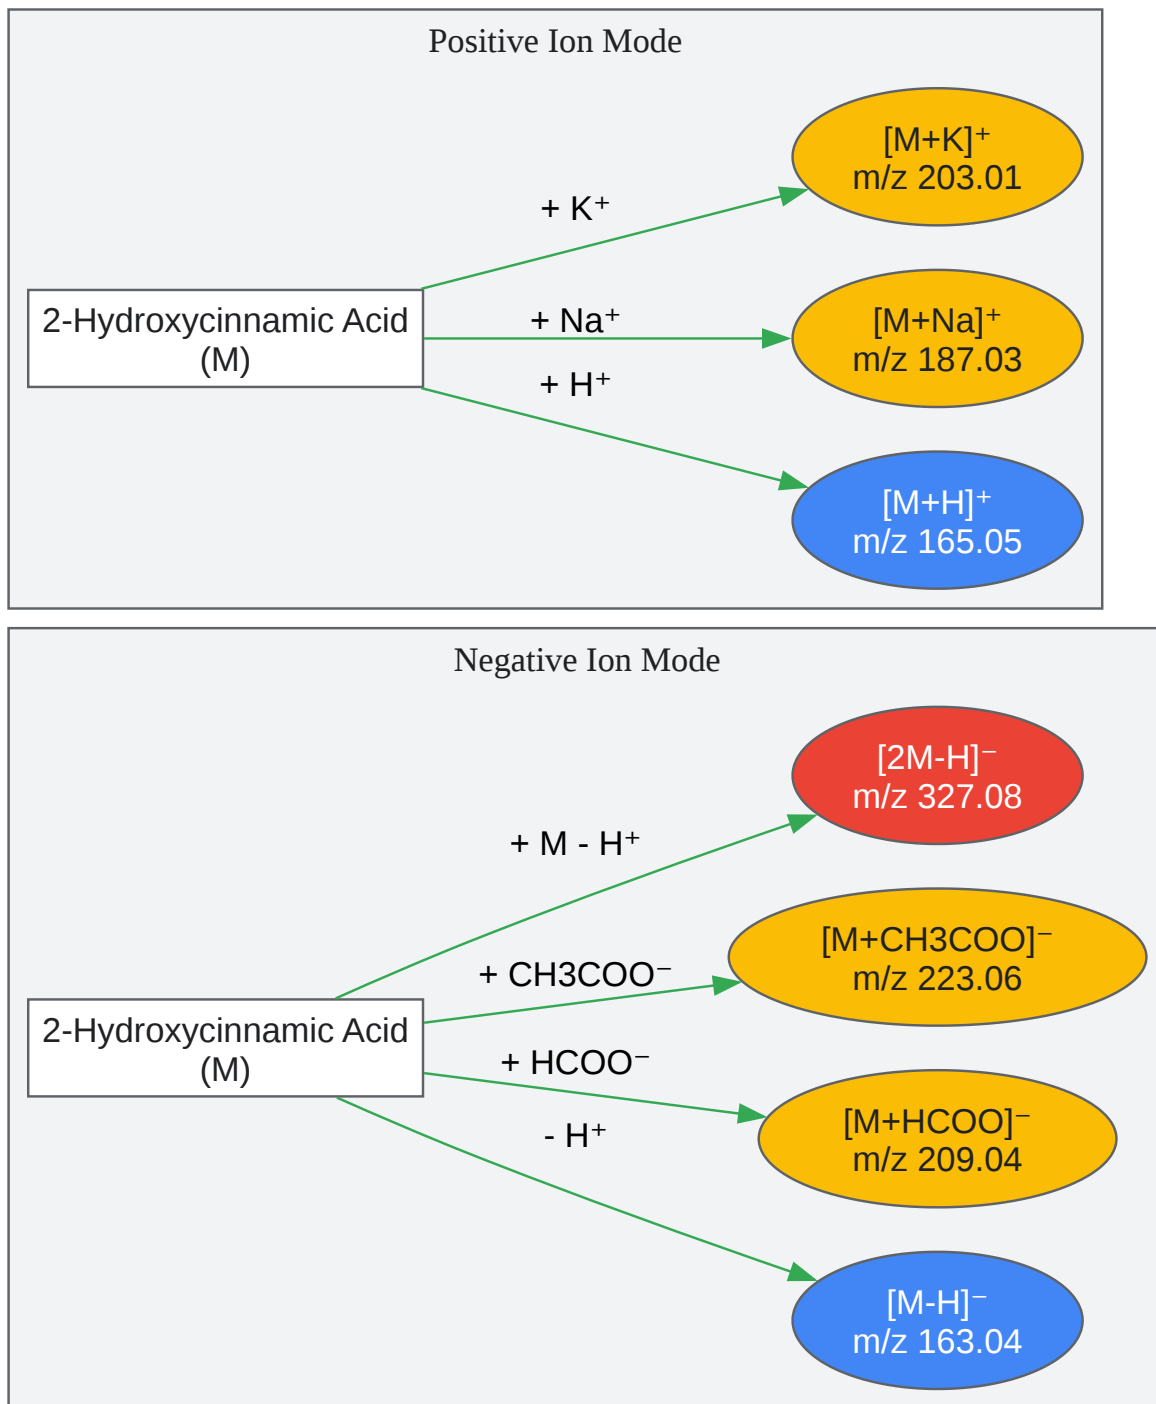 Positive Ion Mode
[M+K]⁺
m/z 203.01
+ K⁺
2-Hydroxycinnamic Acid
(M)
+ Na⁺
[M+Na]⁺
m/z 187.03
+ H⁺
[M+H]⁺
m/z 165.05
Negative Ion Mode
[2M-H]⁻
m/z 327.08
+ M - H⁺
[M+CH3COO]⁻
m/z 223.06
+ CH3COO⁻
2-Hydroxycinnamic Acid
(M)
+ HCOO⁻
[M+HCOO]⁻
m/z 209.04
- H⁺
[M-H]⁻
m/z 163.04